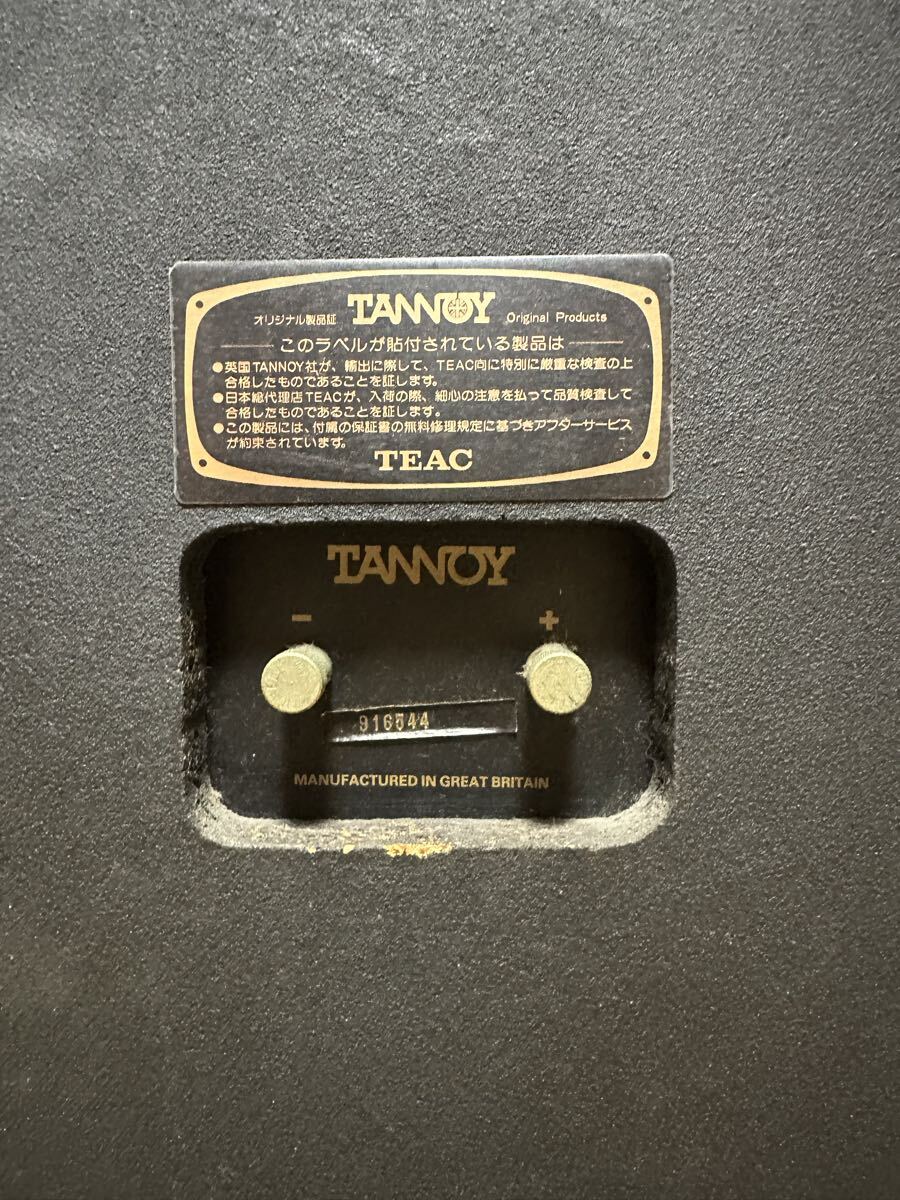 オリジナル製品証 TANNOY Original Products
このラベルが貼付されている製品は
●英国TANNOY社が、輸出に際して、TEAC向に特別に厳重な検査の上
合格したものであることを証します。
●日本総代理店TEACが、入荷の際、細心の注意を払って品質検査して
合格したものであることを証します。
●この製品には、付属の保証書の無料修理規定に基づきアフターサービス
が約束されています。
TEAC
TANNOY
− +
916544
MANUFACTURED IN GREAT BRITAIN